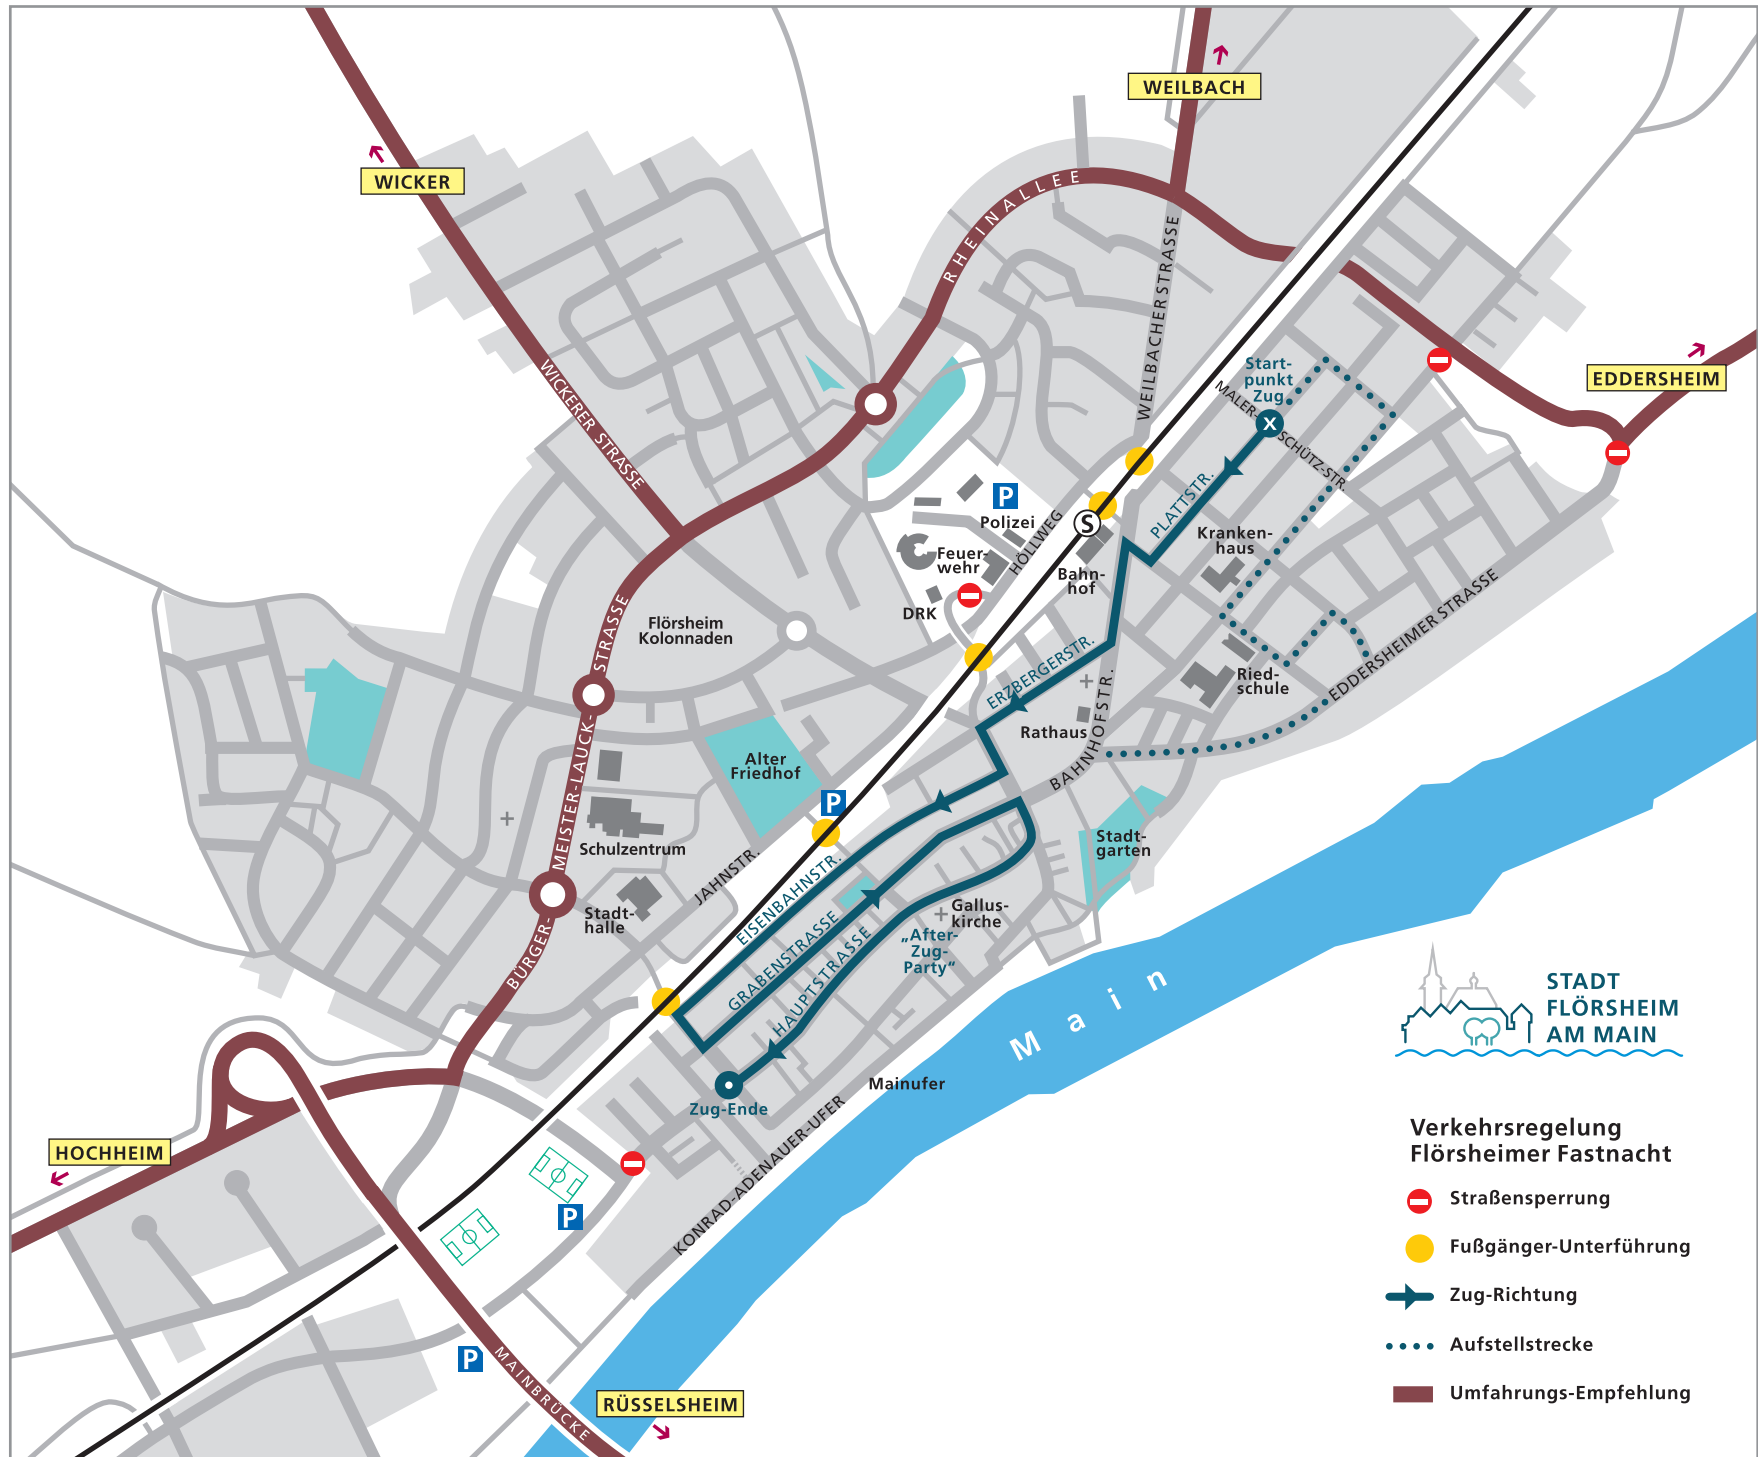 WEILBACH
WICKER
RHEINALLEE
WEILBACHERSTRASSE
EDDERSHEIM
WICKERER STRASSE
Start-
punkt
Zug
X
MALER-
SCHÜTZ-STR.
PLATTSTR.
P
Polizei
S
HÖLLWEG
Feuer-
wehr
DRK
Bahn-
hof
Kranken-
haus
Flörsheim
Kolonnaden
ERZBERGERSTR.
Ried-
schule
EDDERSHEIMER STRASSE
Rathaus
BAHNHOFSTR.
BAHNHOFSTR.
MEISTER-LAUCK-
STRASSE
BÜRGER-
Alter
Friedhof
P
Schulzentrum
Stadt-
halle
JAHNSTR.
EISENBAHNSTR.
GRABENSTRASSE
HAUPTSTRASSE
Stadt-
garten
Gallus-
kirche
„After-
Zug-
Party“
Main
Mainufer
Zug-Ende
KONRAD-ADENAUER-UFER
HOCHHEIM
P
P
MAINBRÜCKE
RÜSSELSHEIM
STADT
FLÖRSHEIM
AM MAIN
Verkehrsregelung
Flörsheimer Fastnacht
Straßensperrung
Fußgänger-Unterführung
Zug-Richtung
Aufstellstrecke
Umfahrungs-Empfehlung